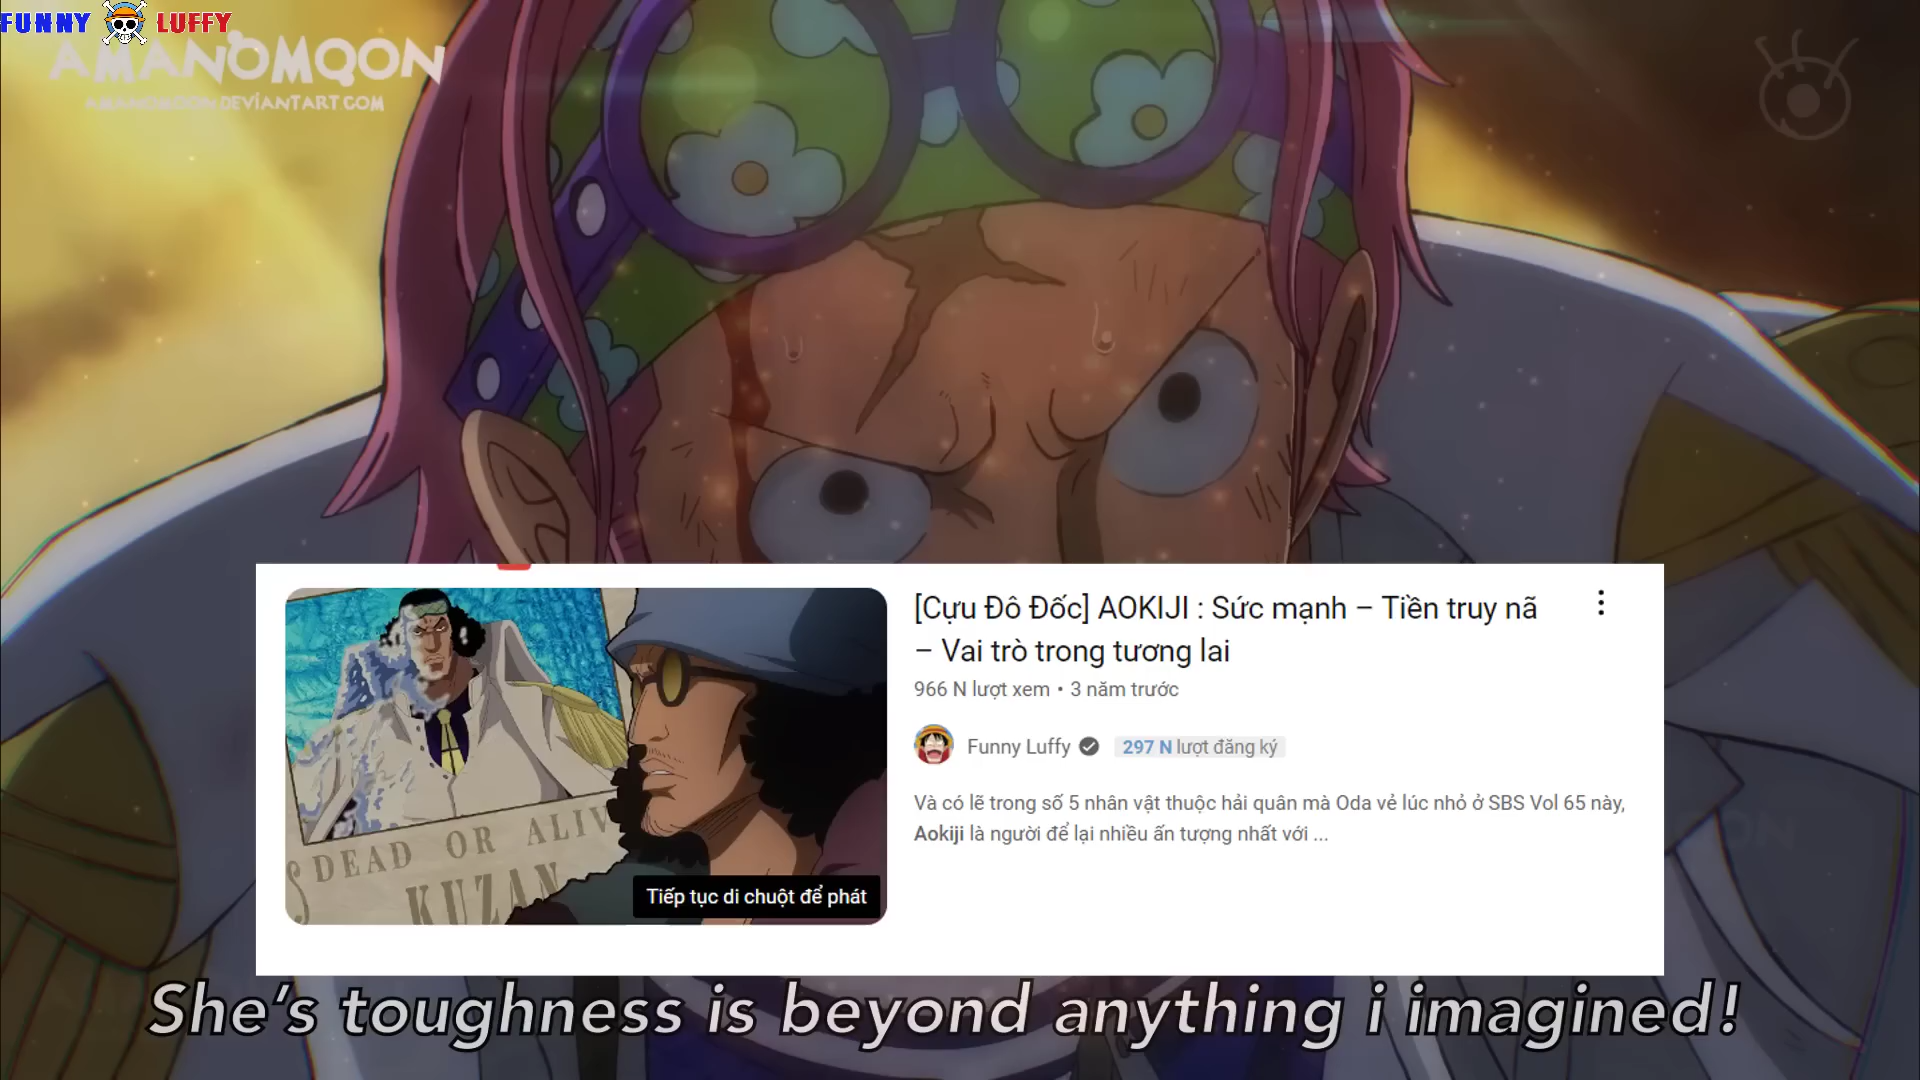 FUNNY LUFFY
AMANOMOON
AMANOMOON.DEVIANTART.COM
[Cựu Đô Đốc] AOKIJI : Sức mạnh – Tiền truy nã
– Vai trò trong tương lai
966 N lượt xem • 3 năm trước
Funny Luffy 297 N lượt đăng ký
Và có lẽ trong số 5 nhân vật thuộc hải quân mà Oda vẻ lúc nhỏ ở SBS Vol 65 này,
Aokiji là người để lại nhiều ấn tượng nhất với ...
DEAD OR ALIV
KUZAN
Tiếp tục di chuột để phát
She's toughness is beyond anything i imagined!